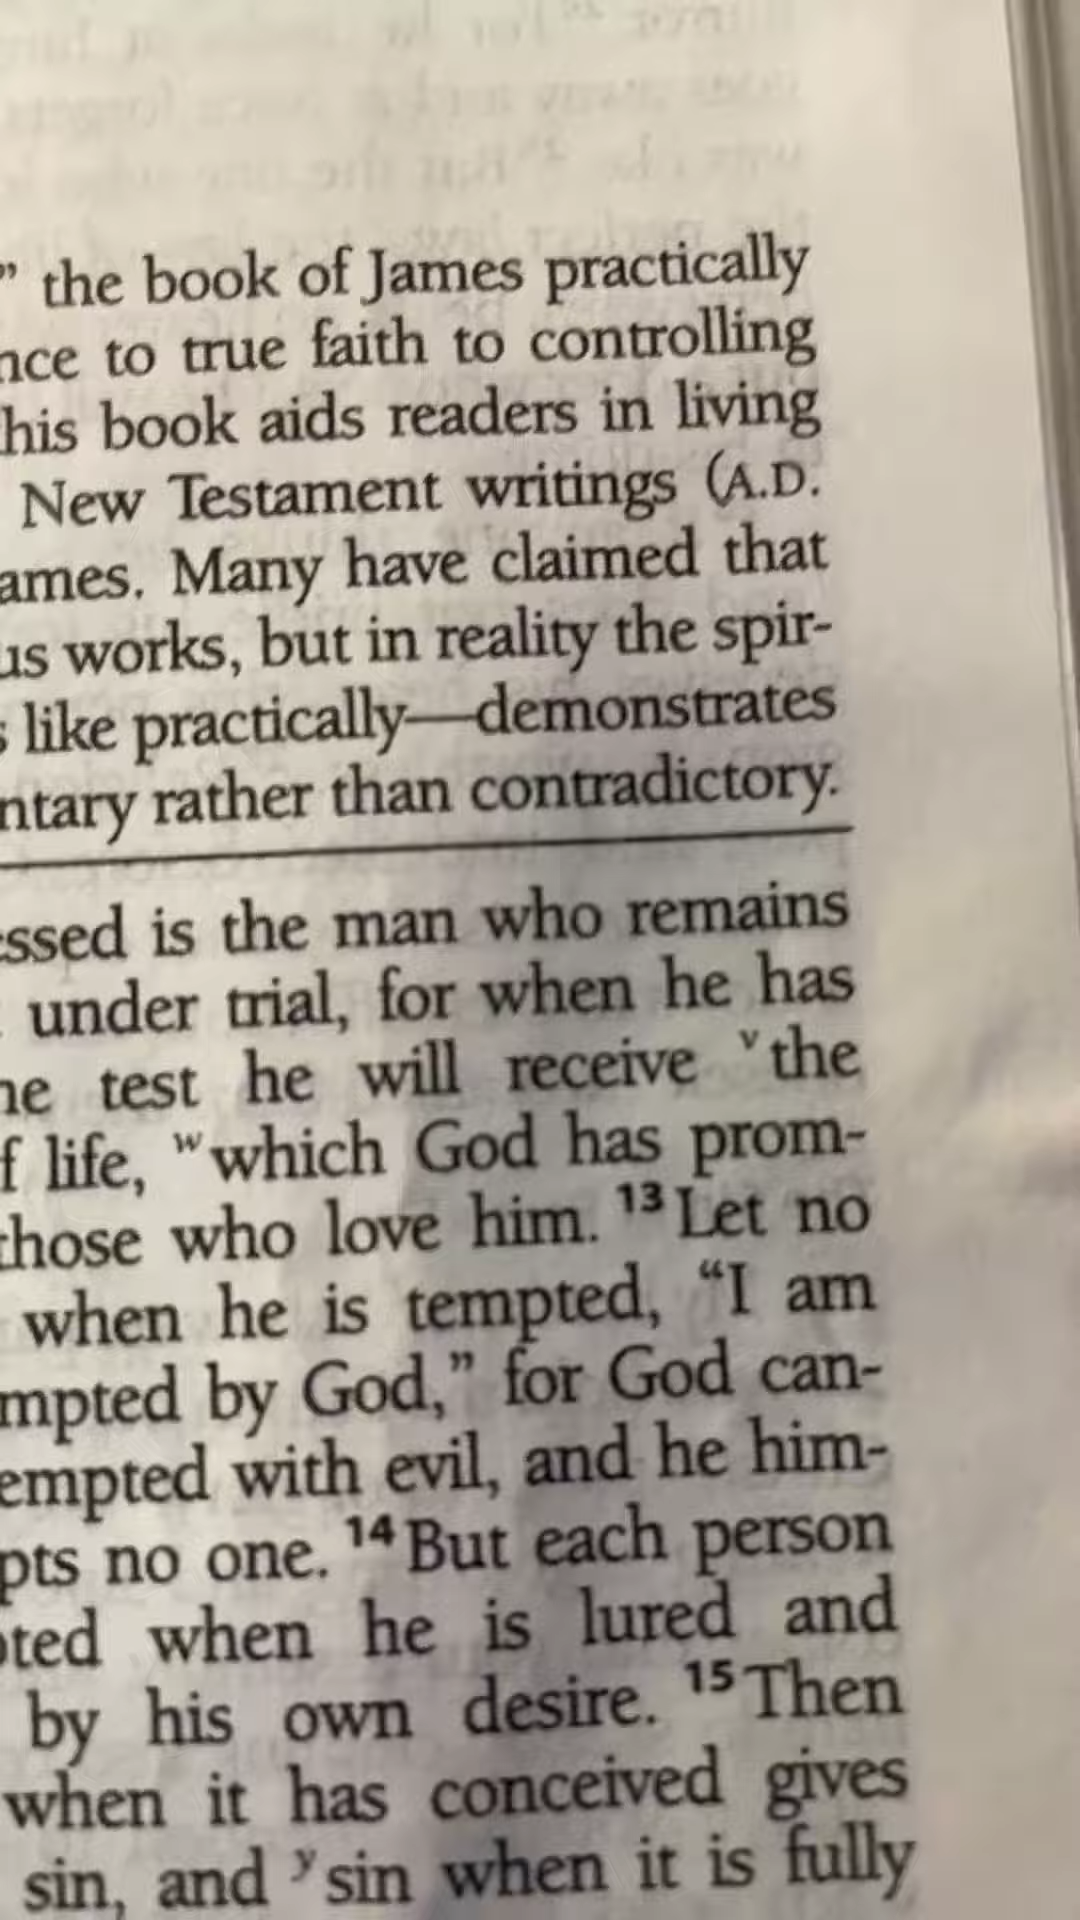 ” the book of James practically
nce to true faith to controlling
his book aids readers in living
New Testament writings (A.D.
ames. Many have claimed that
us works, but in reality the spir-
s like practically—demonstrates
ntary rather than contradictory.
essed is the man who remains
under trial, for when he has
he test he will receive v the
f life, w which God has prom-
those who love him. 13 Let no
when he is tempted, “I am
mpted by God,” for God can-
empted with evil, and he him-
pts no one. 14 But each person
pted when he is lured and
by his own desire. 15 Then
when it has conceived gives
sin, and y sin when it is fully